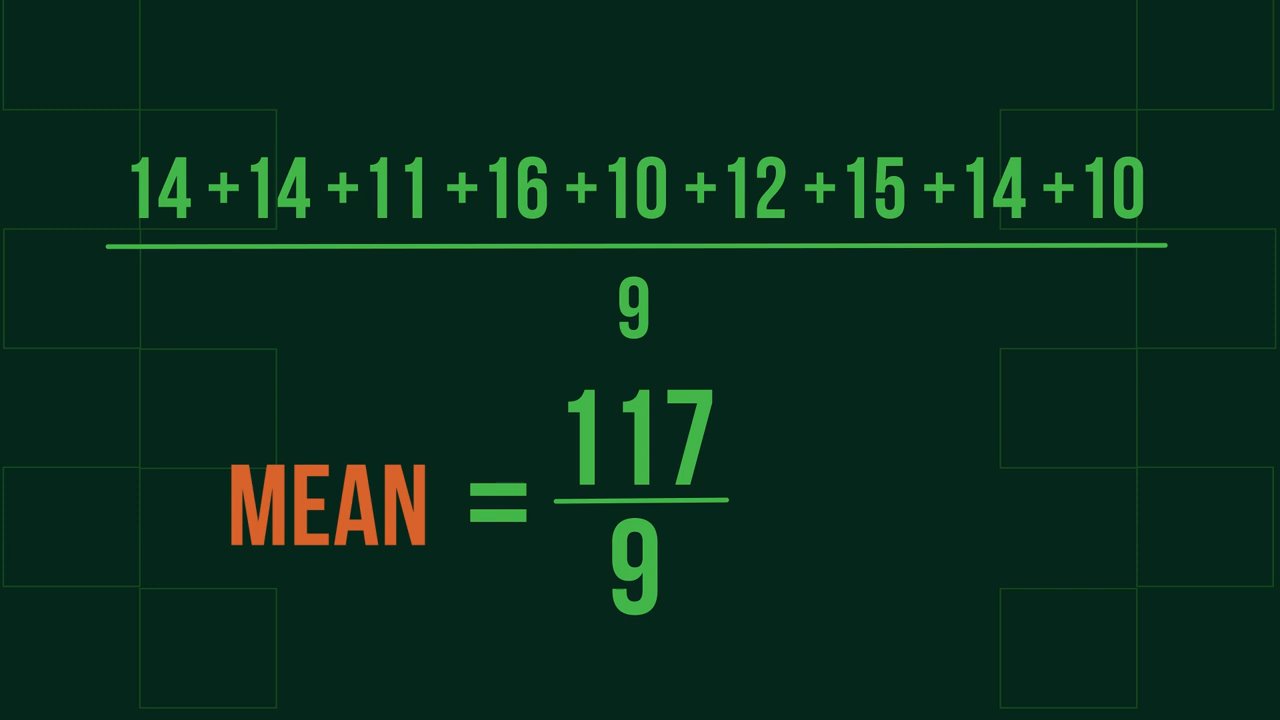 14 + 14 + 11 + 16 + 10 + 12 + 15 + 14 + 10
9
117
MEAN =
9